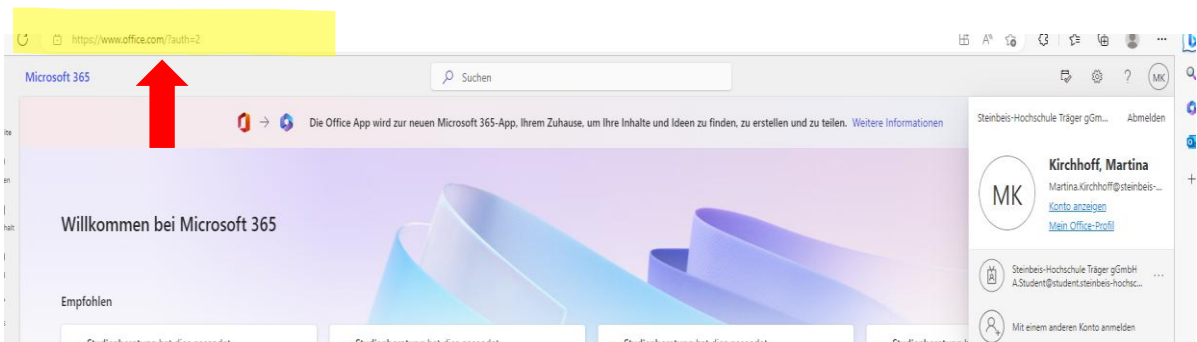 https://www.office.com/?auth=2
Microsoft 365
Suchen
MK
Die Office App wird zur neuen Microsoft 365-App, Ihrem Zuhause, um Ihre Inhalte und Ideen zu finden, zu erstellen und zu teilen. Weitere Informationen
Steinbeis-Hochschule Träger gGm... Abmelden
MK
Kirchhoff, Martina
Martina.Kirchhoff@steinbeis-...
Konto anzeigen
Mein Office-Profil
Willkommen bei Microsoft 365
Steinbeis-Hochschule Träger gGmbH
A.Student@student.steinbeis-hochsc...
Empfohlen
Mit einem anderen Konto anmelden